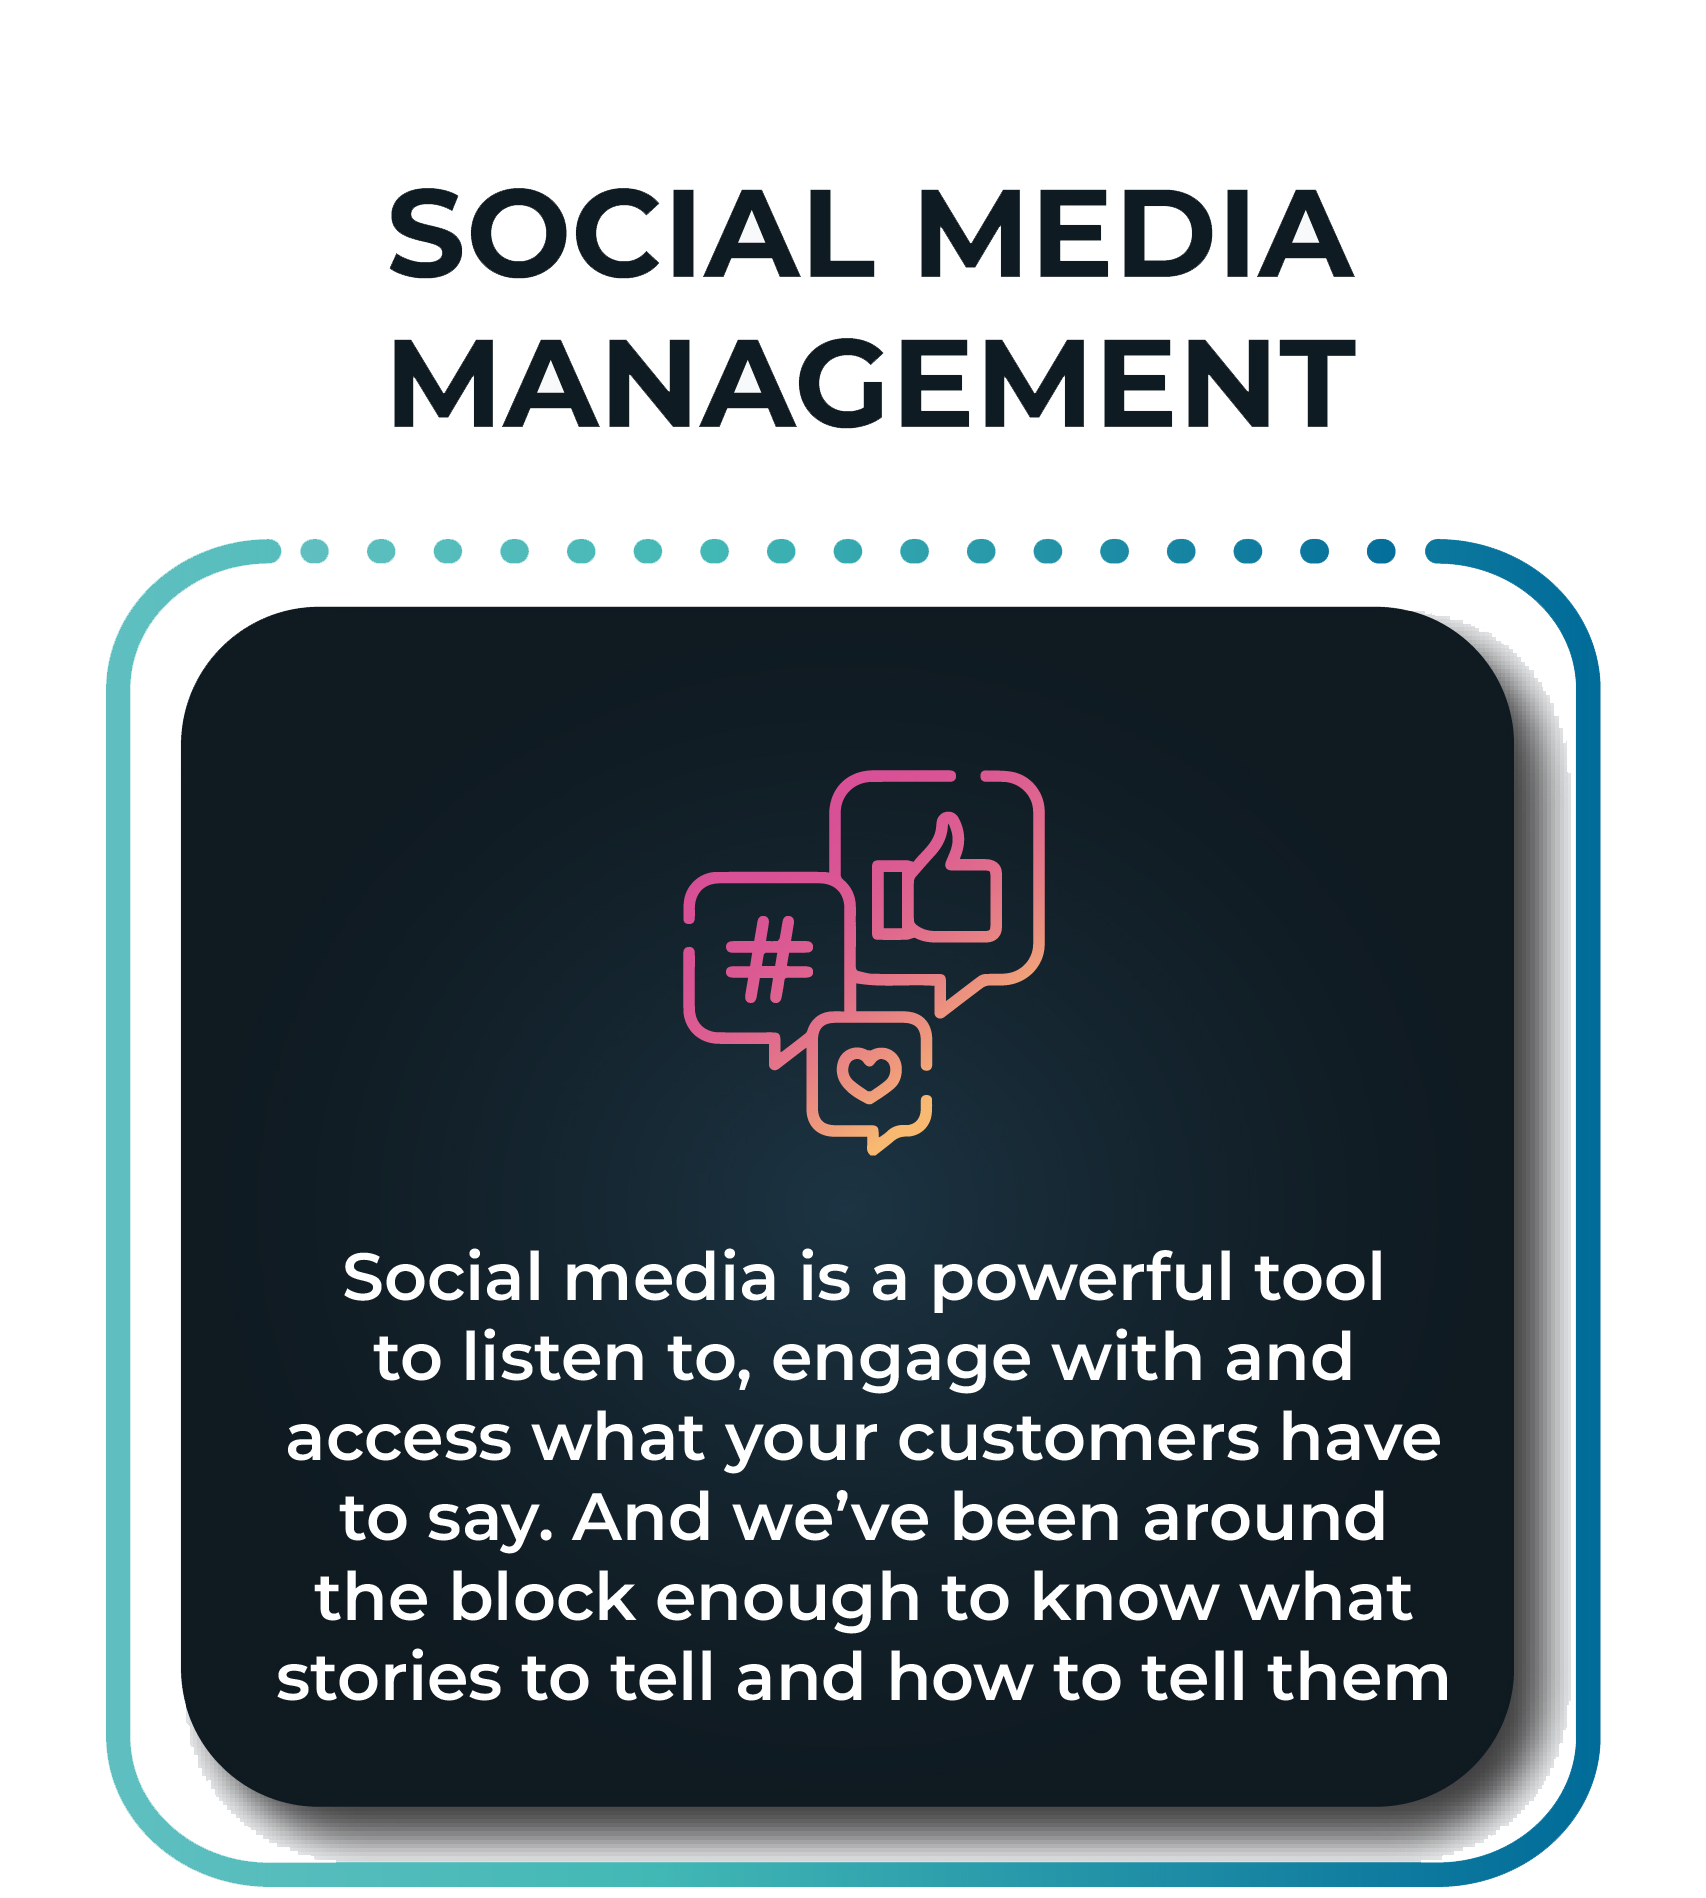 SOCIAL MEDIA
MANAGEMENT
#
Social media is a powerful tool
to listen to, engage with and
access what your customers have
to say. And we’ve been around
the block enough to know what
stories to tell and how to tell them